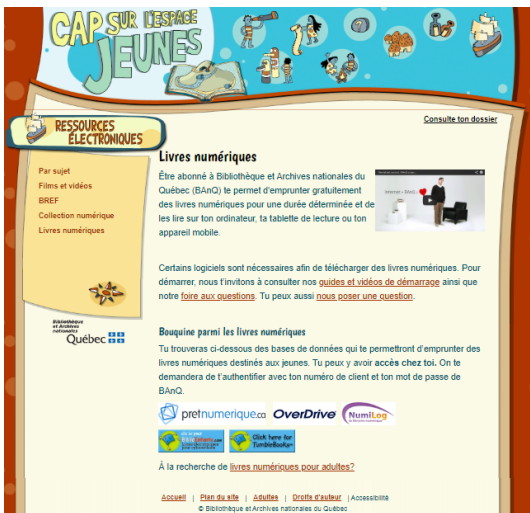 CAP SUR L'ESPACE
JEUNES
Consulte ton dossier
RESSOURCES
ÉLECTRONIQUES
Par sujet
Films et vidéos
BREF
Collection numérique
Livres numériques
Bibliothèque
et Archives
nationales
Québec
Livres numériques
Être abonné à Bibliothèque et Archives nationales du
Québec (BAnQ) te permet d'emprunter gratuitement
des livres numériques pour une durée déterminée et de
les lire sur ton ordinateur, ta tablette de lecture ou ton
appareil mobile.
Certains logiciels sont nécessaires afin de télécharger des livres numériques. Pour
démarrer, nous t'invitons à consulter nos guides et vidéos de démarrage ainsi que
notre foire aux questions. Tu peux aussi nous poser une question.
Bouquine parmi les livres numériques
Tu trouveras ci-dessous des bases de données qui te permettront d'emprunter des
livres numériques destinés aux jeunes. Tu peux y avoir accès chez toi. On te
demandera de t'authentifier avec ton numéro de client et ton mot de passe de
BAnQ.
pretnumerique.ca OverDrive NumiLog
Click here for
TumbleBooks
À la recherche de livres numériques pour adultes?
Accueil | Plan du site | Adultes | Droits d'auteur | Accessibilité
© Bibliothèque et Archives nationales du Québec